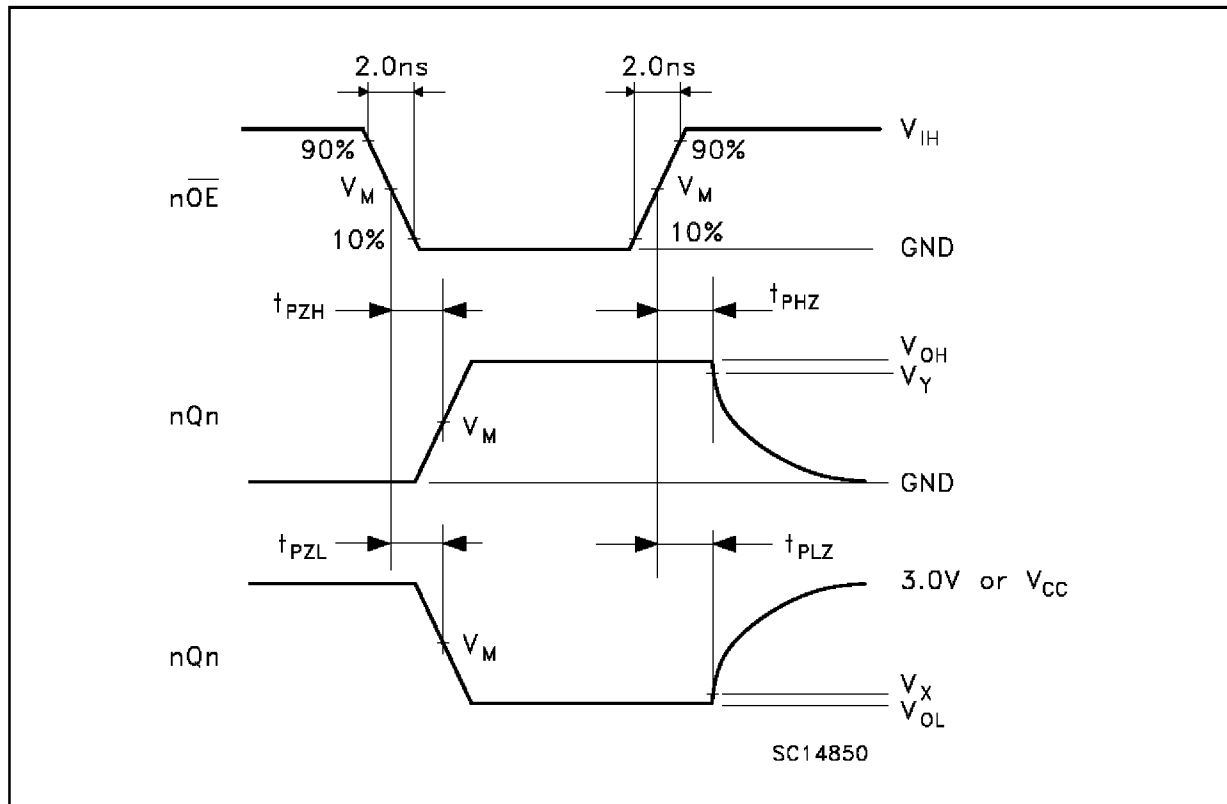 2.0ns 2.0ns
90% 90% V_IH
nO̅E̅ V_M V_M
10% 10% GND
t_PZH t_PHZ
V_OH
V_Y
nQn V_M
GND
t_PZL t_PLZ
3.0V or V_CC
nQn V_M
V_X
V_OL
SC14850